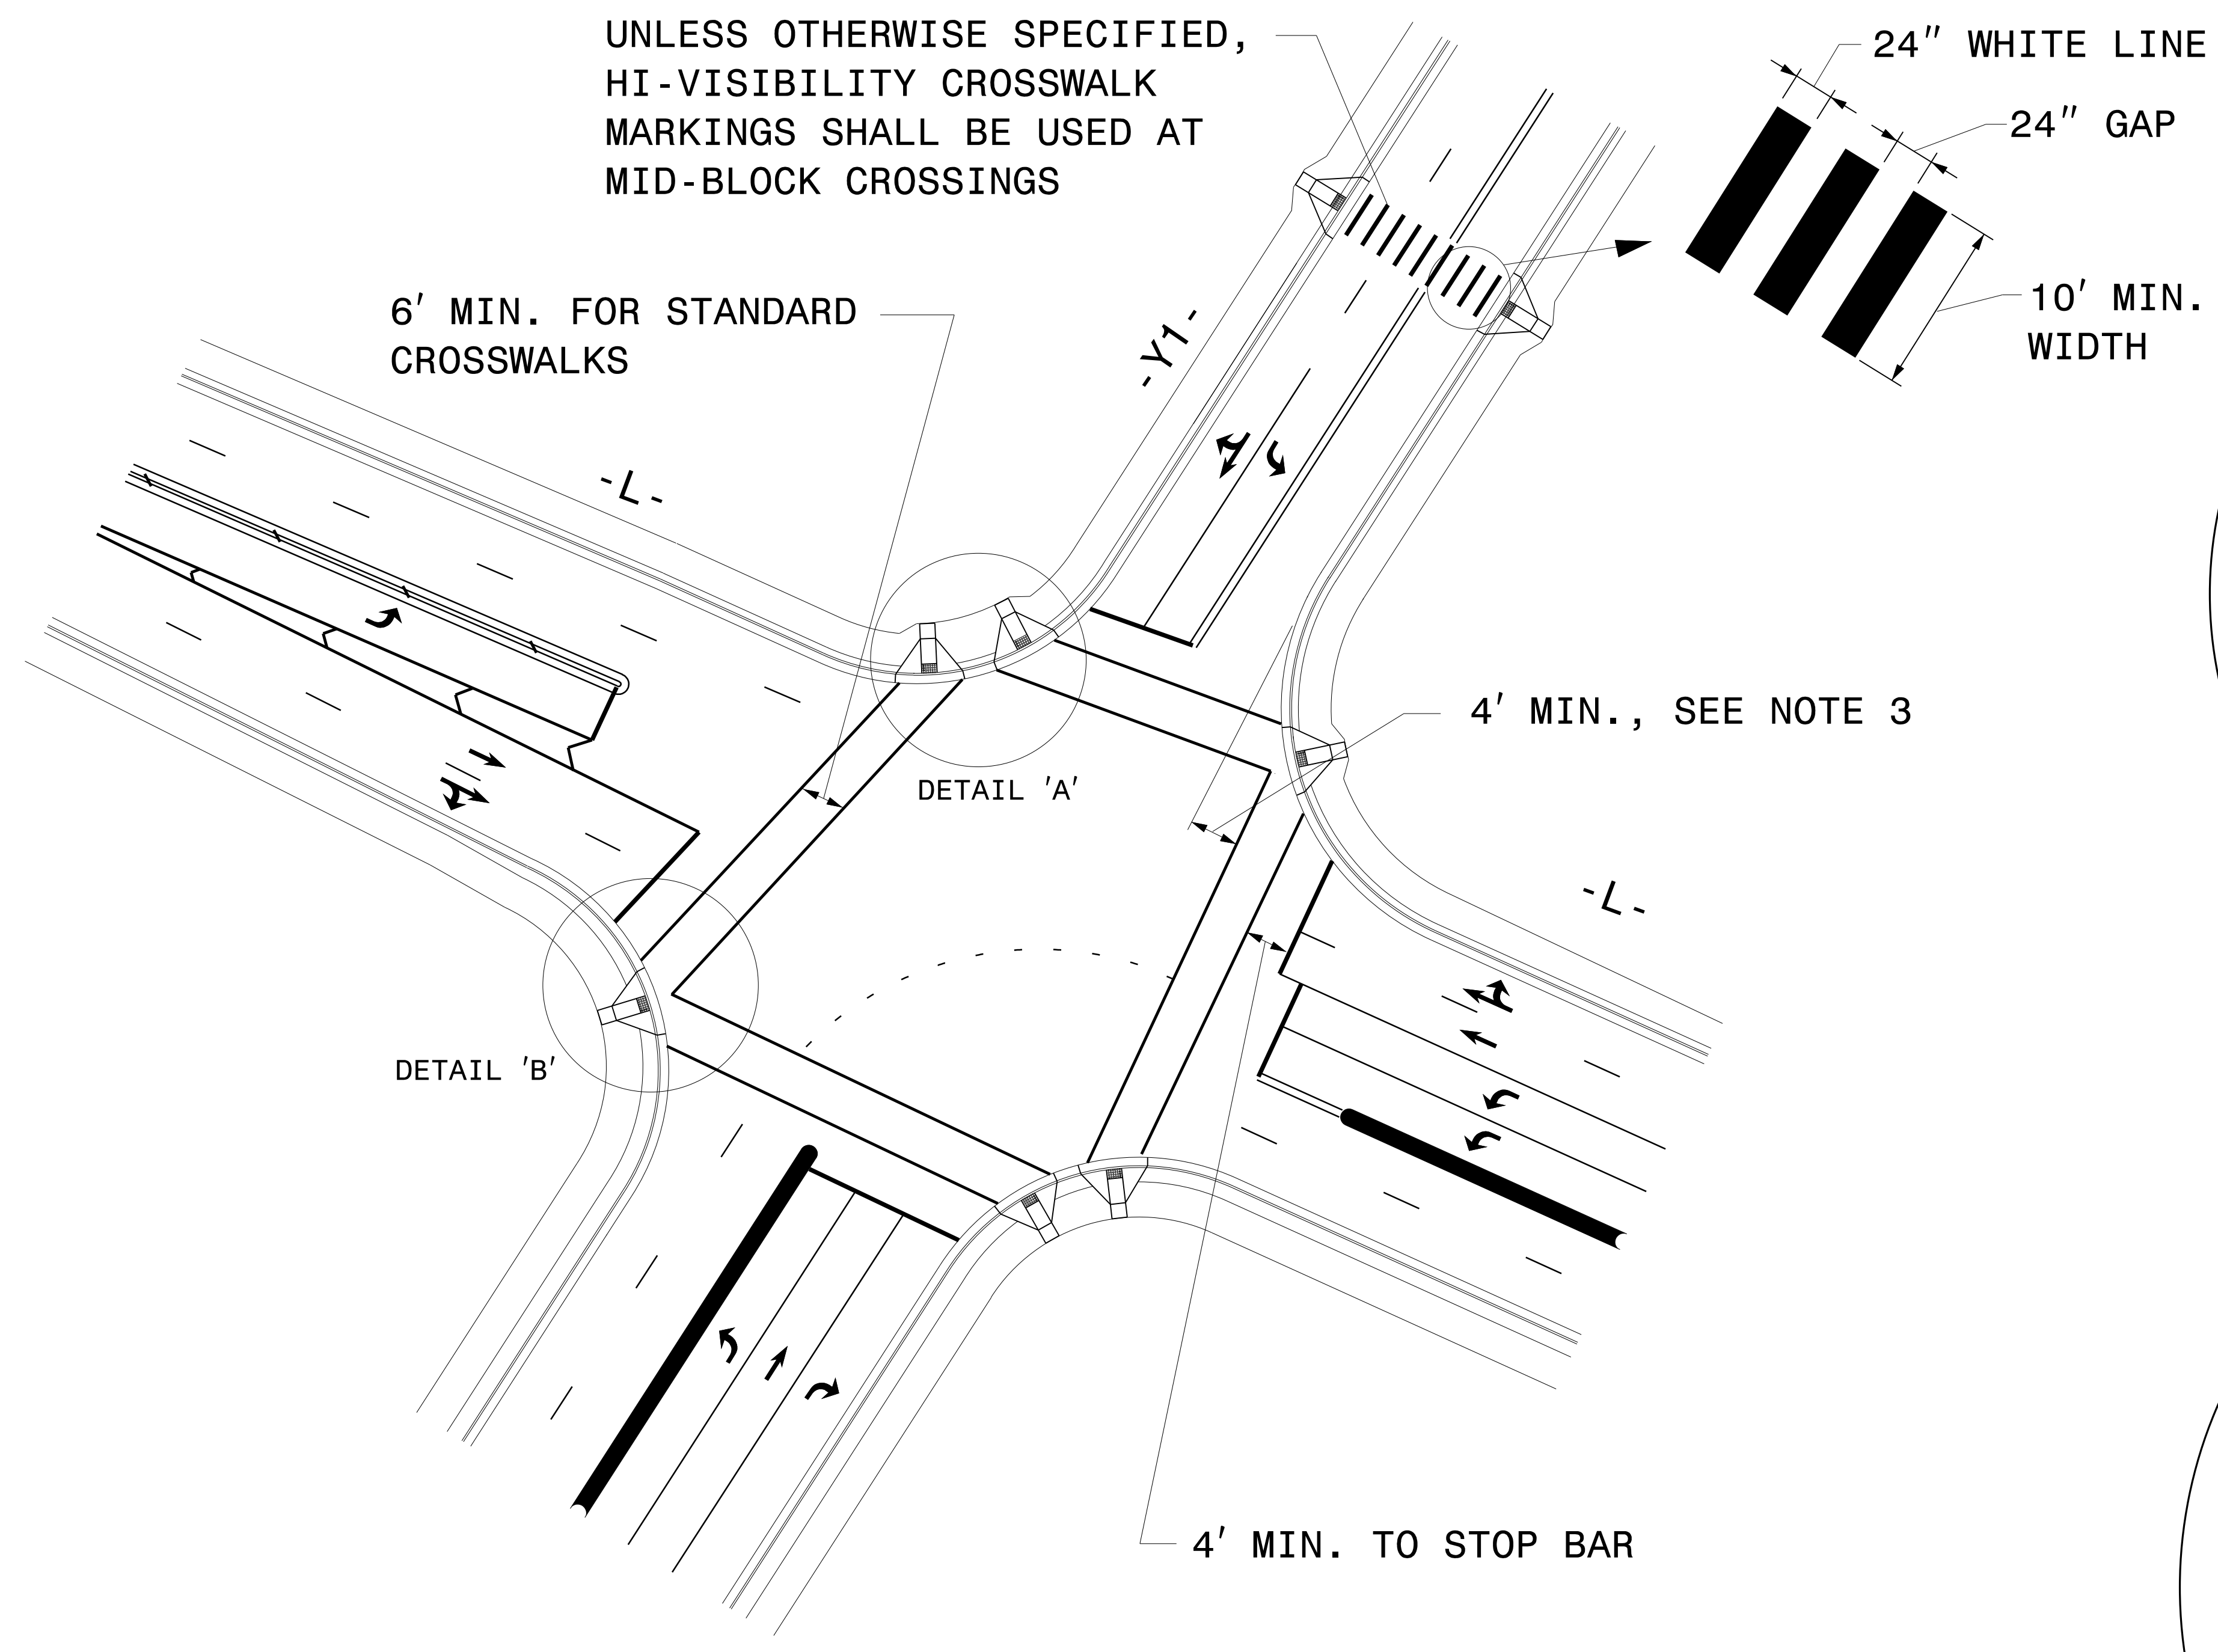 UNLESS OTHERWISE SPECIFIED,
HI-VISIBILITY CROSSWALK
MARKINGS SHALL BE USED AT
MID-BLOCK CROSSINGS
24" WHITE LINE
24" GAP
10' MIN.
WIDTH
6' MIN. FOR STANDARD
CROSSWALKS
-Y1-
-L-
4' MIN., SEE NOTE 3
DETAIL 'A'
-L-
DETAIL 'B'
4' MIN. TO STOP BAR